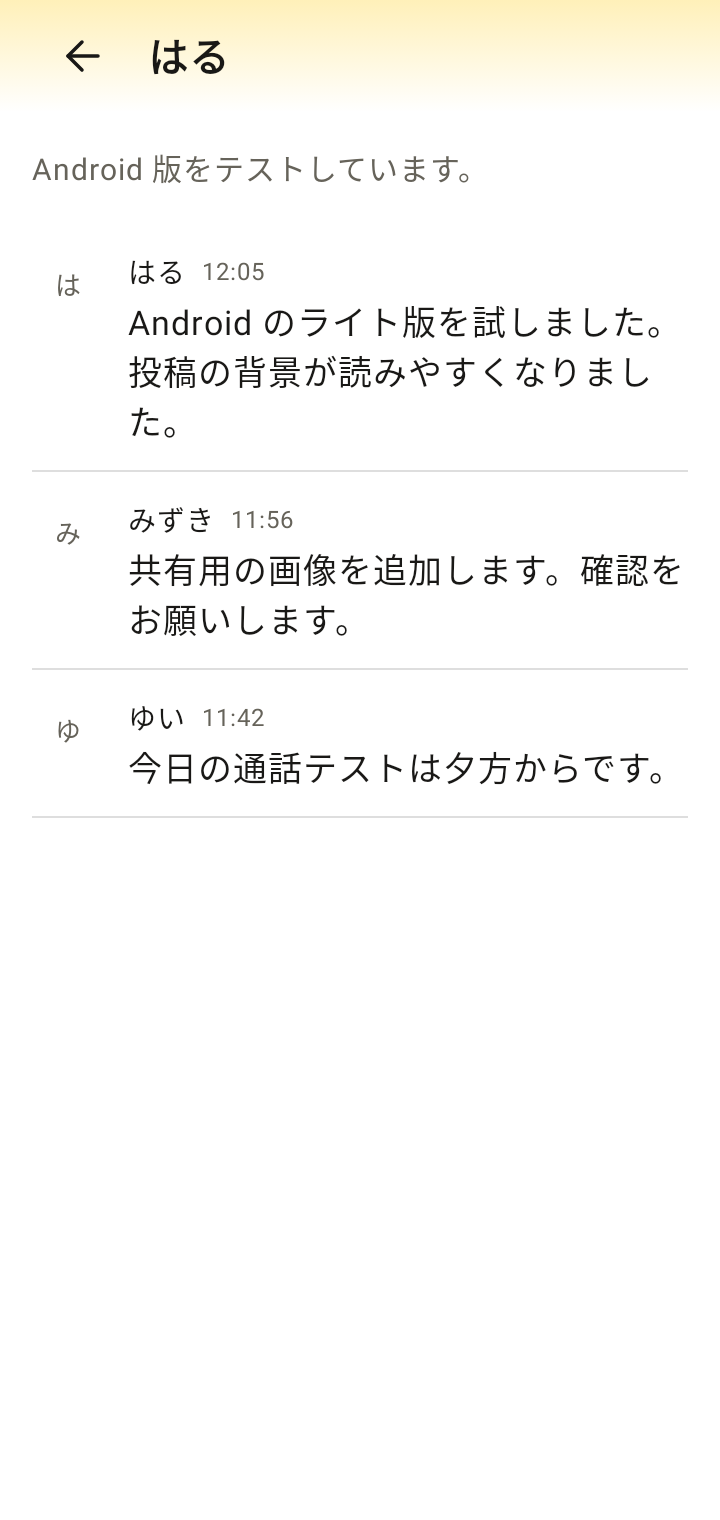 はる
Android 版をテストしています。
は
はる 12:05
Android のライト版を試しました。
投稿の背景が読みやすくなりまし
た。
み
みずき 11:56
共有用の画像を追加します。確認を
お願いします。
ゆ
ゆい 11:42
今日の通話テストは夕方からです。